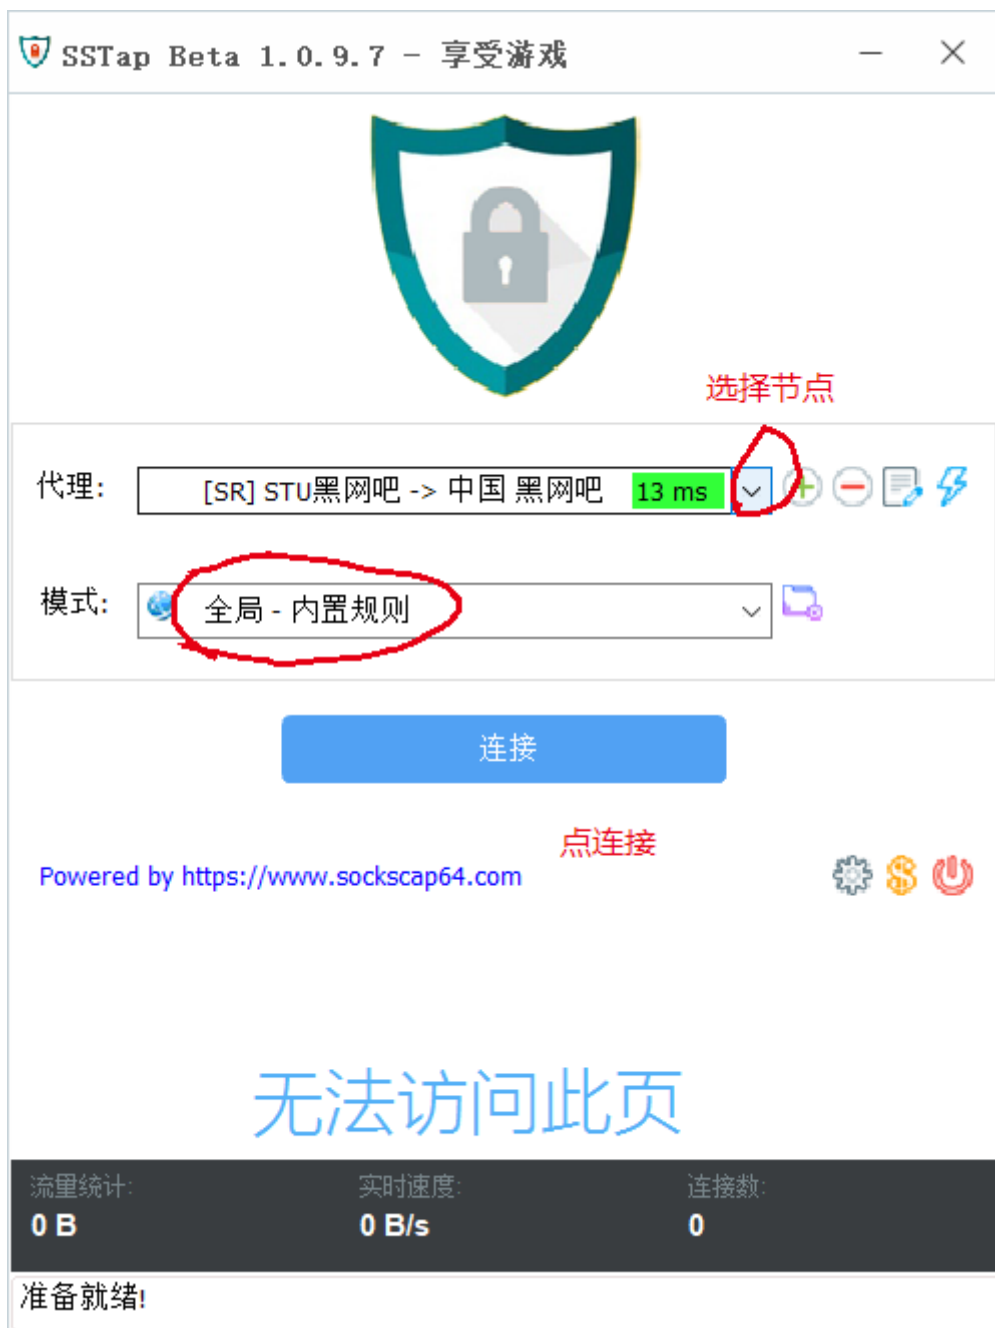 SSTap Beta 1.0.9.7 - 享受游戏
选择节点
代理: [SR] STU黑网吧 -> 中国 黑网吧 13 ms
模式: 全局 - 内置规则
连接
点连接
Powered by https://www.sockscap64.com
无法访问此页
流量统计: 实时速度: 连接数:
0 B 0 B/s 0
准备就绪!